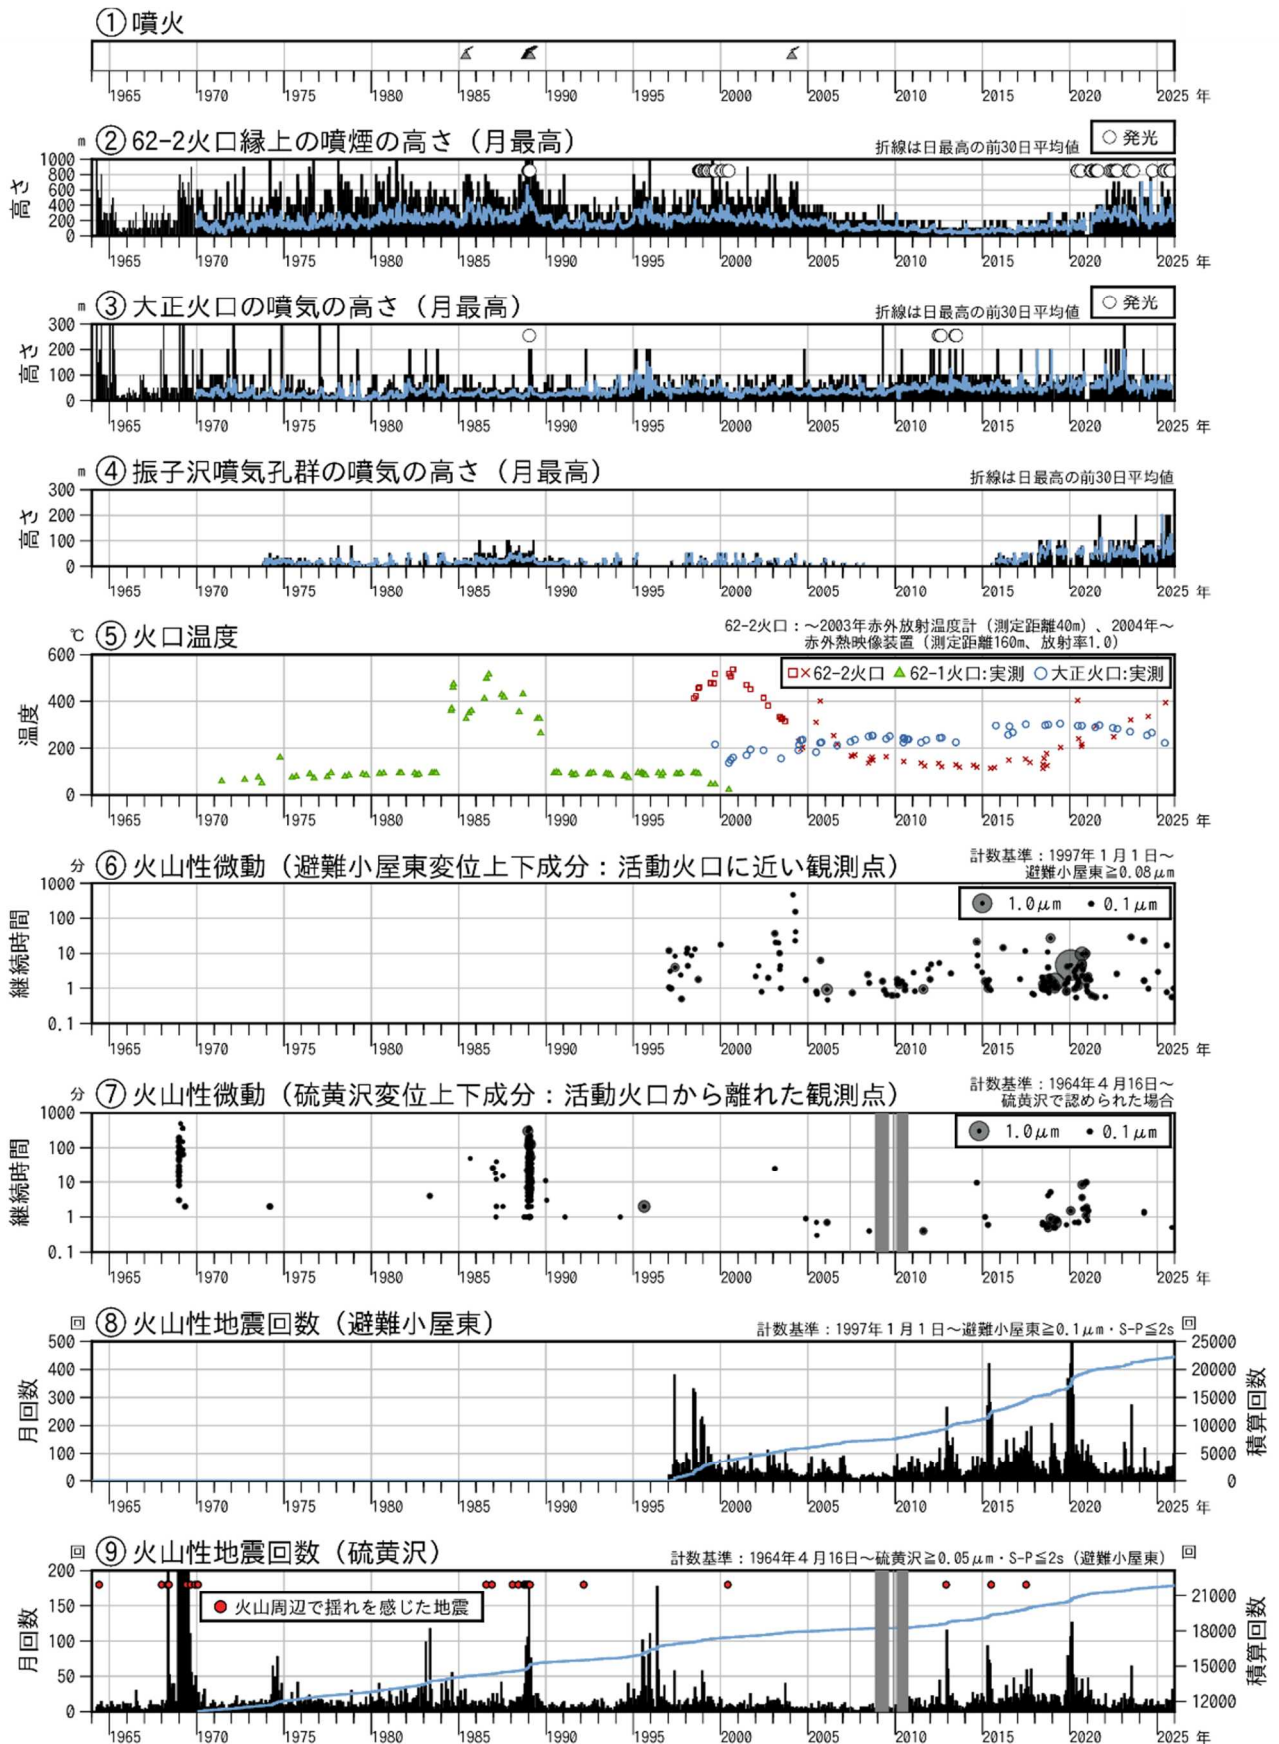 ①噴火
1965 1970 1975 1980 1985 1990 1995 2000 2005 2010 2015 2020 2025 年
m ②62-2火口縁上の噴煙の高さ（月最高）
折線は日最高の前30日平均値
○ 発光
高さ
1000
800
600
400
200
0
1965 1970 1975 1980 1985 1990 1995 2000 2005 2010 2015 2020 2025 年
m ③大正火口の噴気の高さ（月最高）
折線は日最高の前30日平均値
○ 発光
高さ
300
200
100
0
1965 1970 1975 1980 1985 1990 1995 2000 2005 2010 2015 2020 2025 年
m ④振子沢噴気孔群の噴気の高さ（月最高）
折線は日最高の前30日平均値
高さ
300
200
100
0
1965 1970 1975 1980 1985 1990 1995 2000 2005 2010 2015 2020 2025 年
℃ ⑤火口温度
62-2火口：～2003年赤外放射温度計（測定距離40m）、2004年～
赤外熱映像装置（測定距離160m、放射率1.0）
□×62-2火口 ▲62-1火口:実測 ○大正火口:実測
温度
600
400
200
0
1965 1970 1975 1980 1985 1990 1995 2000 2005 2010 2015 2020 2025 年
分 ⑥火山性微動（避難小屋東変位上下成分：活動火口に近い観測点）
計数基準：1997年1月1日～
避難小屋東≧0.08μm
1.0μm 0.1μm
継続時間
1000
100
10
1
0.1
1965 1970 1975 1980 1985 1990 1995 2000 2005 2010 2015 2020 2025 年
分 ⑦火山性微動（硫黄沢変位上下成分：活動火口から離れた観測点）
計数基準：1964年4月16日～
硫黄沢で認められた場合
1.0μm 0.1μm
継続時間
1000
100
10
1
0.1
1965 1970 1975 1980 1985 1990 1995 2000 2005 2010 2015 2020 2025 年
回 ⑧火山性地震回数（避難小屋東）
計数基準：1997年1月1日～避難小屋東≧0.1μm・S-P≦2s 回
月回数
500
400
300
200
100
0
25000
20000
15000
10000
5000
0
積算回数
1965 1970 1975 1980 1985 1990 1995 2000 2005 2010 2015 2020 2025 年
回 ⑨火山性地震回数（硫黄沢）
計数基準：1964年4月16日～硫黄沢≧0.05μm・S-P≦2s（避難小屋東） 回
火山周辺で揺れを感じた地震
月回数
200
150
100
50
0
21000
18000
15000
12000
積算回数
1965 1970 1975 1980 1985 1990 1995 2000 2005 2010 2015 2020 2025 年